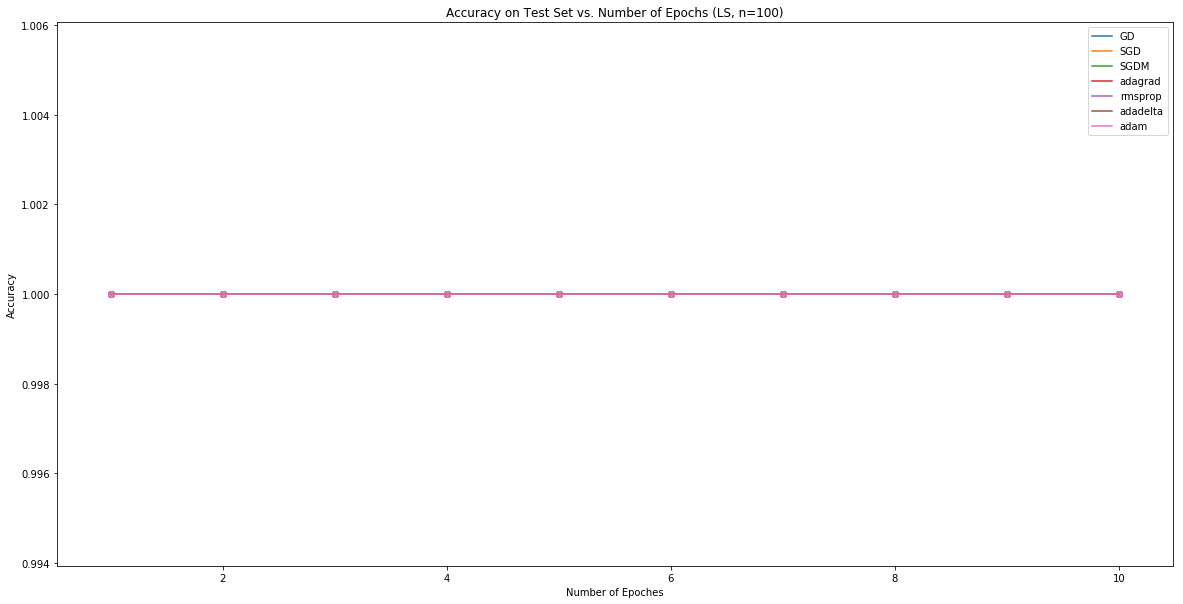 Accuracy on Test Set vs. Number of Epochs (LS, n=100)
1.006
1.004
1.002
1.000
0.998
0.996
0.994
Accuracy
GD
SGD
SGDM
adagrad
rmsprop
adadelta
adam
2
4
6
8
10
Number of Epoches